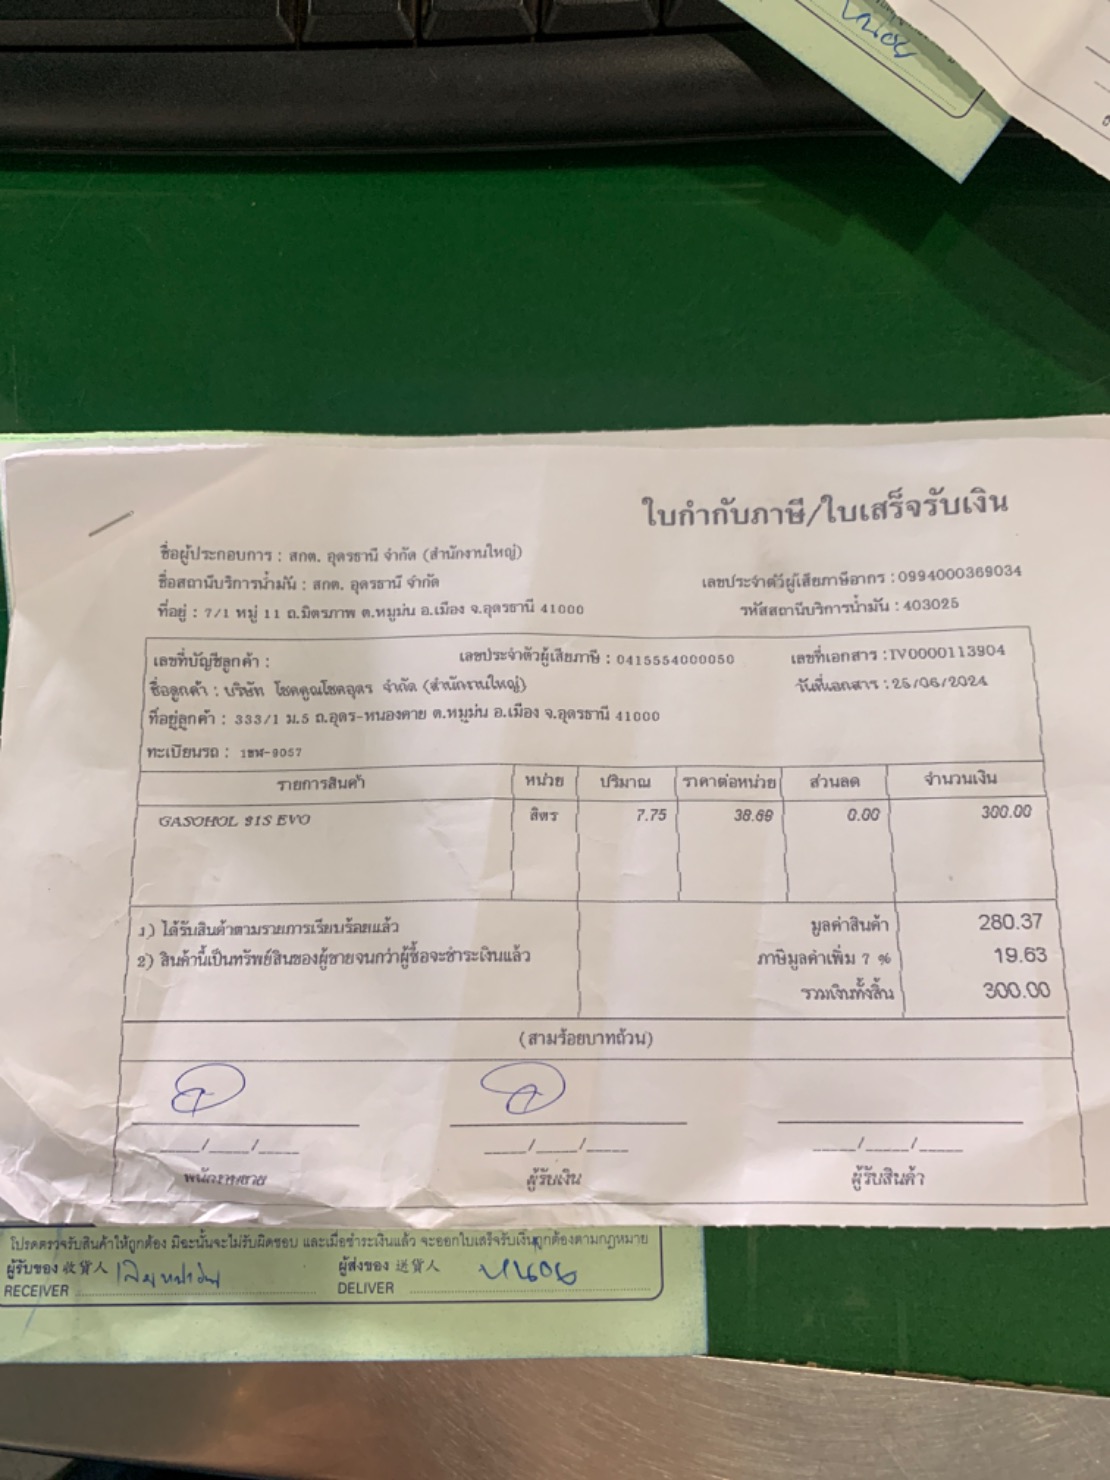 หน่อย
ใบกำกับภาษี/ใบเสร็จรับเงิน
ชื่อผู้ประกอบการ : สกต. อุดรธานี จำกัด (สำนักงานใหญ่)
ชื่อสถานีบริการน้ำมัน : สกต. อุดรธานี จำกัด
เลขประจำตัวผู้เสียภาษีอากร : 0994000369034
ที่อยู่ : 7/1 หมู่ 11 ถ.มิตรภาพ ต.หมูม่น อ.เมือง จ.อุดรธานี 41000
รหัสสถานีบริการน้ำมัน : 403025
เลขที่บัญชีลูกค้า : เลขประจำตัวผู้เสียภาษี : 0415554000050 เลขที่เอกสาร : IV0000113904
ชื่อลูกค้า : บริษัท โชคคูณโชคอุดร จำกัด (สำนักงานใหญ่) วันที่เอกสาร : 25/06/2024
ที่อยู่ลูกค้า : 333/1 ม.5 ถ.อุดร-หนองคาย ต.หมูม่น อ.เมือง จ.อุดรธานี 41000
ทะเบียนรถ : 1ขฬ-9057
รายการสินค้า หน่วย ปริมาณ ราคาต่อหน่วย ส่วนลด จำนวนเงิน
GASOHOL 91S EVO ลิตร 7.75 38.69 0.00 300.00
1) ได้รับสินค้าตามรายการเรียบร้อยแล้ว มูลค่าสินค้า 280.37
2) สินค้านี้เป็นทรัพย์สินของผู้ขายจนกว่าผู้ซื้อจะชำระเงินแล้ว ภาษีมูลค่าเพิ่ม 7 % 19.63
รวมเงินทั้งสิ้น 300.00
(สามร้อยบาทถ้วน)
____/____/____ ____/____/____ ____/____/____
พนักงานขาย ผู้รับเงิน ผู้รับสินค้า
โปรดตรวจรับสินค้าให้ถูกต้อง มิฉะนั้นจะไม่รับผิดชอบ และเมื่อชำระเงินแล้ว จะออกใบเสร็จรับเงินถูกต้องตามกฎหมาย
ผู้รับของ 收貨人 ผู้ส่งของ 送貨人 หน่อย
RECEIVER DELIVER